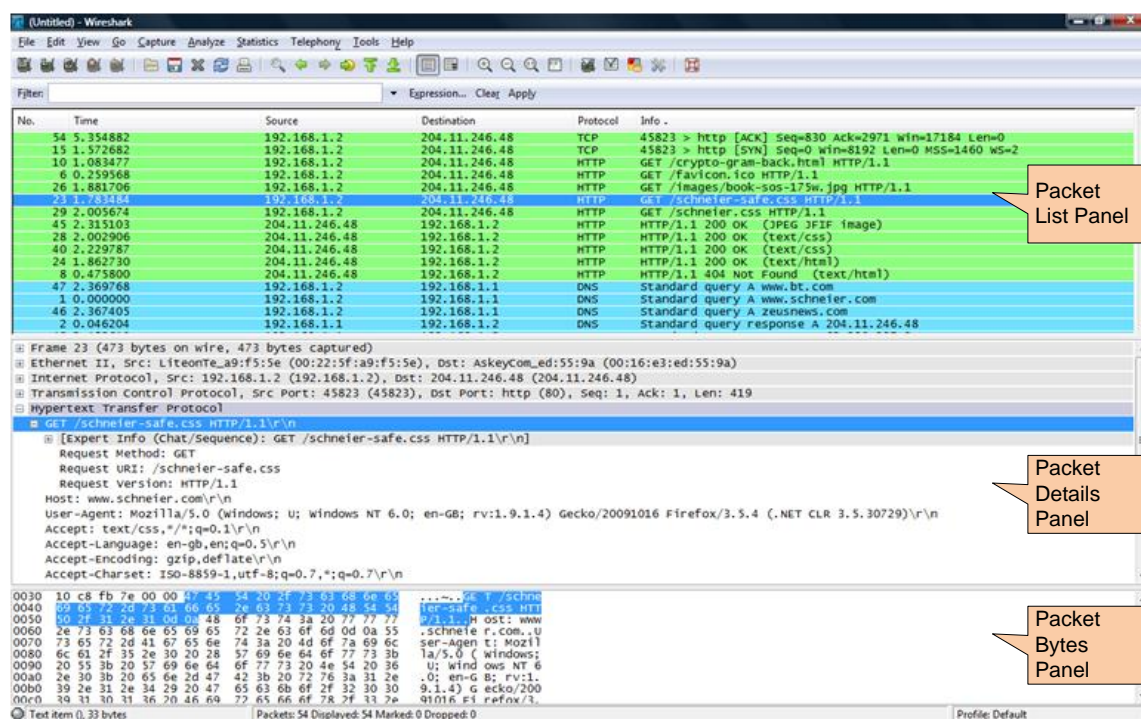 (Untitled) - Wireshark
File Edit View Go Capture Analyze Statistics Telephony Tools Help
Filter: Expression... Clear Apply
No. Time Source Destination Protocol Info
54 5.354882 192.168.1.2 204.11.246.48 TCP 45823 > http [ACK] Seq=830 Ack=2971 Win=17184 Len=0
15 1.572682 192.168.1.2 204.11.246.48 TCP 45823 > http [SYN] Seq=0 Win=8192 Len=0 MSS=1460 WS=2
10 1.083477 192.168.1.2 204.11.246.48 HTTP GET /crypto-gram-back.html HTTP/1.1
6 0.259568 192.168.1.2 204.11.246.48 HTTP GET /favicon.ico HTTP/1.1
26 1.881706 192.168.1.2 204.11.246.48 HTTP GET /images/book-sos-175w.jpg HTTP/1.1
23 1.783484 192.168.1.2 204.11.246.48 HTTP GET /schneier-safe.css HTTP/1.1
29 2.005674 192.168.1.2 204.11.246.48 HTTP GET /schneier.css HTTP/1.1
45 2.315103 204.11.246.48 192.168.1.2 HTTP HTTP/1.1 200 OK (JPEG JFIF image)
28 2.002906 204.11.246.48 192.168.1.2 HTTP HTTP/1.1 200 OK (text/css)
40 2.229787 204.11.246.48 192.168.1.2 HTTP HTTP/1.1 200 OK (text/css)
24 1.862730 204.11.246.48 192.168.1.2 HTTP HTTP/1.1 200 OK (text/html)
8 0.475800 204.11.246.48 192.168.1.2 HTTP HTTP/1.1 404 Not Found (text/html)
47 2.369768 192.168.1.2 192.168.1.1 DNS Standard query A www.bt.com
1 0.000000 192.168.1.2 192.168.1.1 DNS Standard query A www.schneier.com
46 2.367405 192.168.1.2 192.168.1.1 DNS Standard query A zeusnews.com
2 0.046204 192.168.1.1 192.168.1.2 DNS Standard query response A 204.11.246.48
Packet
List Panel
Frame 23 (473 bytes on wire, 473 bytes captured)
Ethernet II, Src: LiteonTe_a9:f5:5e (00:22:5f:a9:f5:5e), Dst: AskeyCom_ed:55:9a (00:16:e3:ed:55:9a)
Internet Protocol, Src: 192.168.1.2 (192.168.1.2), Dst: 204.11.246.48 (204.11.246.48)
Transmission Control Protocol, Src Port: 45823 (45823), Dst Port: http (80), Seq: 1, Ack: 1, Len: 419
Hypertext Transfer Protocol
GET /schneier-safe.css HTTP/1.1\r\n
[Expert Info (Chat/Sequence): GET /schneier-safe.css HTTP/1.1\r\n]
Request Method: GET
Request URI: /schneier-safe.css
Request Version: HTTP/1.1
Host: www.schneier.com\r\n
User-Agent: Mozilla/5.0 (Windows; U; Windows NT 6.0; en-GB; rv:1.9.1.4) Gecko/20091016 Firefox/3.5.4 (.NET CLR 3.5.30729)\r\n
Accept: text/css,*/*;q=0.1\r\n
Accept-Language: en-gb,en;q=0.5\r\n
Accept-Encoding: gzip,deflate\r\n
Accept-Charset: ISO-8859-1,utf-8;q=0.7,*;q=0.7\r\n
Packet
Details
Panel
0030 10 c8 fb 7e 00 00 47 45 54 20 2f 73 63 68 6e 65 ...~..GE T /schne
0040 69 65 72 2d 73 61 66 65 2e 63 73 73 20 48 54 54 ier-safe .css HTT
0050 50 2f 31 2e 31 0d 0a 48 6f 73 74 3a 20 77 77 77 P/1.1..H ost: www
0060 2e 73 63 68 6e 65 69 65 72 2e 63 6f 6d 0d 0a 55 .schneie r.com..U
0070 73 65 72 2d 41 67 65 6e 74 3a 20 4d 6f 7a 69 6c ser-Agen t: Mozil
0080 6c 61 2f 35 2e 30 20 28 57 69 6e 64 6f 77 73 3b la/5.0 ( Windows;
0090 20 55 3b 20 57 69 6e 64 6f 77 73 20 4e 54 20 36 U; Wind ows NT 6
00a0 2e 30 3b 20 65 6e 2d 47 42 3b 20 72 76 3a 31 2e .0; en-G B; rv:1.
00b0 39 2e 31 2e 34 29 20 47 65 63 6b 6f 2f 32 30 30 9.1.4) G ecko/200
00c0 39 31 30 31 36 20 46 69 72 65 66 6f 78 2f 33 2e 91016 Fi refox/3.
Packet
Bytes
Panel
Text item (), 33 bytes Packets: 54 Displayed: 54 Marked: 0 Dropped: 0 Profile: Default